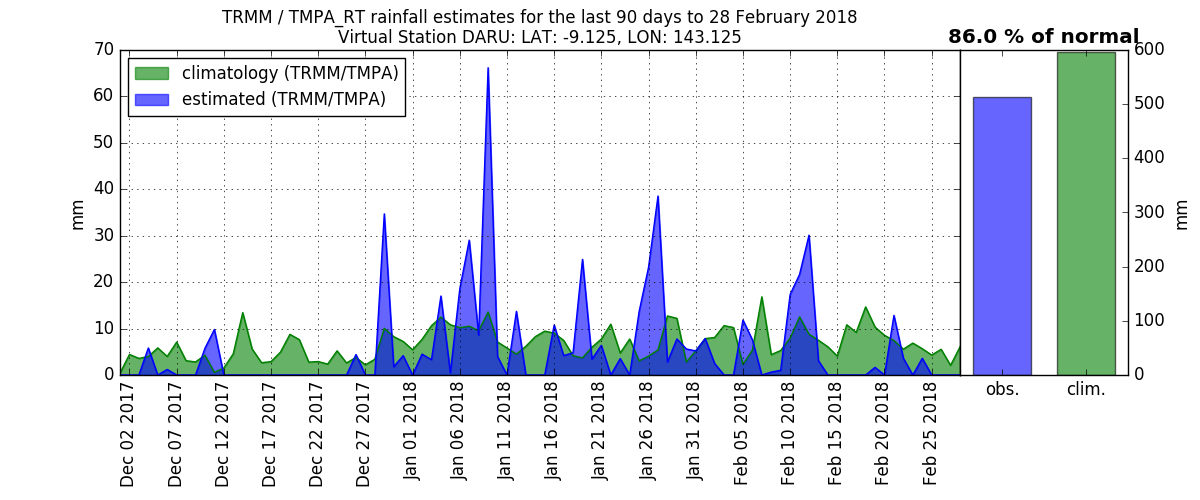 TRMM / TMPA_RT rainfall estimates for the last 90 days to 28 February 2018
Virtual Station DARU: LAT: -9.125, LON: 143.125
86.0 % of normal
climatology (TRMM/TMPA)
estimated (TRMM/TMPA)
70
60
50
40
30
20
10
0
mm
Dec 02 2017
Dec 07 2017
Dec 12 2017
Dec 17 2017
Dec 22 2017
Dec 27 2017
Jan 01 2018
Jan 06 2018
Jan 11 2018
Jan 16 2018
Jan 21 2018
Jan 26 2018
Jan 31 2018
Feb 05 2018
Feb 10 2018
Feb 15 2018
Feb 20 2018
Feb 25 2018
obs.
clim.
600
500
400
300
200
100
0
mm